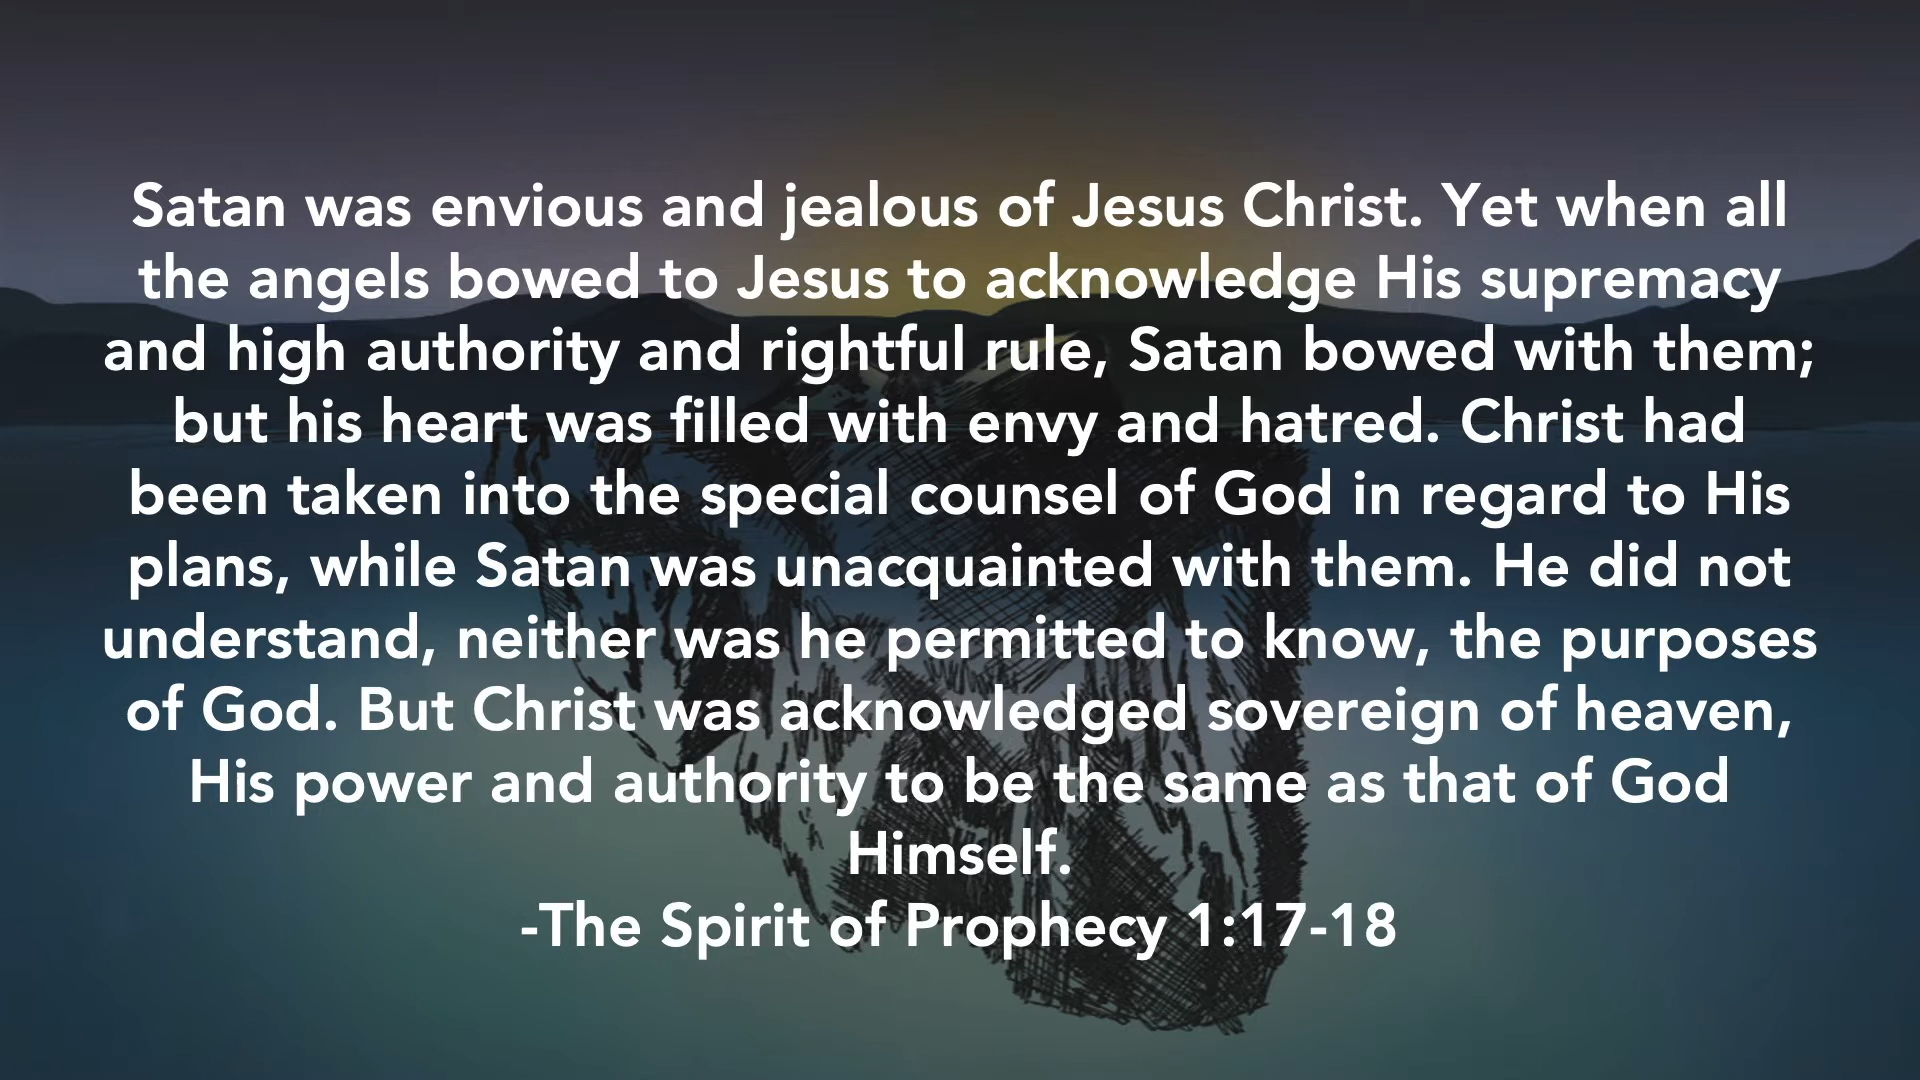 Satan was envious and jealous of Jesus Christ. Yet when all
the angels bowed to Jesus to acknowledge His supremacy
and high authority and rightful rule, Satan bowed with them;
but his heart was filled with envy and hatred. Christ had
been taken into the special counsel of God in regard to His
plans, while Satan was unacquainted with them. He did not
understand, neither was he permitted to know, the purposes
of God. But Christ was acknowledged sovereign of heaven,
His power and authority to be the same as that of God
Himself.
-The Spirit of Prophecy 1:17-18